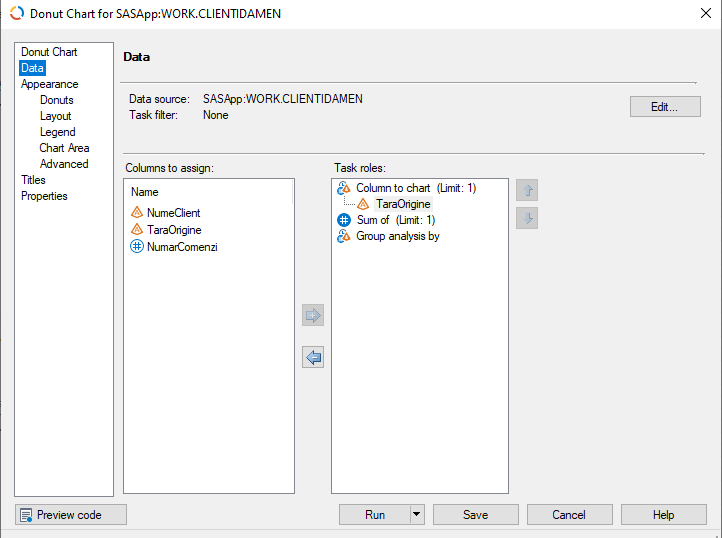 Donut Chart for SASApp:WORK.CLIENTIDAMEN
Donut Chart
Data
Appearance
Donuts
Layout
Legend
Chart Area
Advanced
Titles
Properties
Data
Data source: SASApp:WORK.CLIENTIDAMEN
Task filter: None
Edit...
Columns to assign:
Name
NumeClient
TaraOrigine
NumarComenzi
Task roles:
Column to chart (Limit: 1)
TaraOrigine
Sum of (Limit: 1)
Group analysis by
Preview code
Run
Save
Cancel
Help